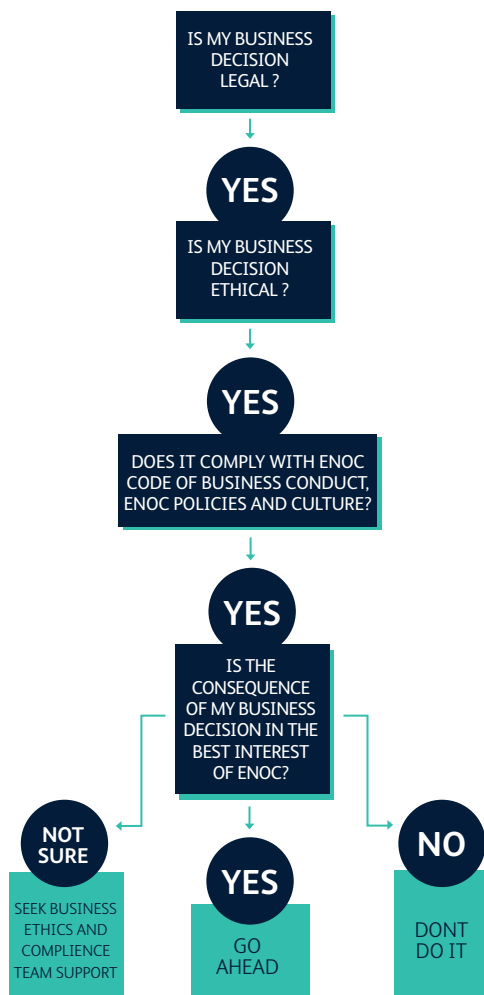 IS MY BUSINESS
DECISION
LEGAL ?
YES
IS MY BUSINESS
DECISION
ETHICAL ?
YES
DOES IT COMPLY WITH ENOC
CODE OF BUSINESS CONDUCT,
ENOC POLICIES AND CULTURE?
YES
IS THE
CONSEQUENCE
OF MY BUSINESS
DECISION IN THE
BEST INTEREST
OF ENOC?
NOT
SURE
SEEK BUSINESS
ETHICS AND
COMPLIENCE
TEAM SUPPORT
YES
GO
AHEAD
NO
DONT
DO IT